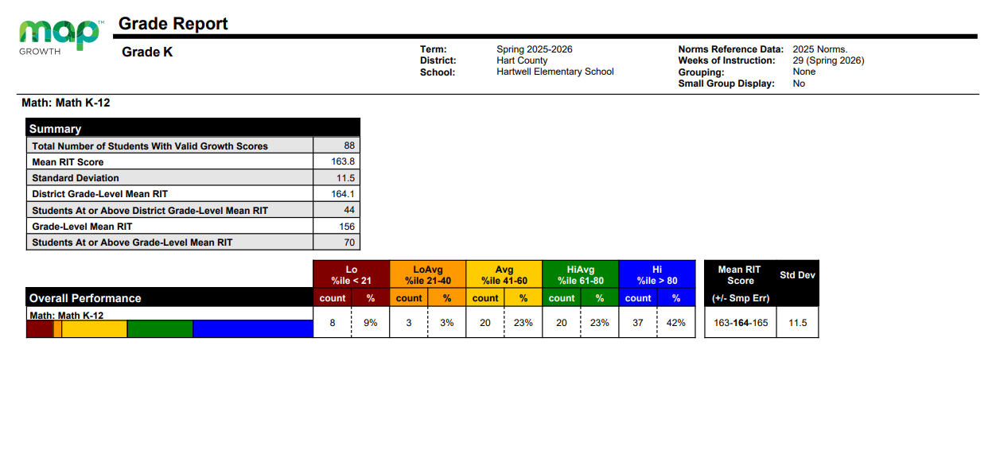 map™
GROWTH
Grade Report
Grade K
Term: Spring 2025-2026
District: Hart County
School: Hartwell Elementary School
Norms Reference Data: 2025 Norms.
Weeks of Instruction: 29 (Spring 2026)
Grouping: None
Small Group Display: No
Math: Math K-12
Summary
Total Number of Students With Valid Growth Scores 88
Mean RIT Score 163.8
Standard Deviation 11.5
District Grade-Level Mean RIT 164.1
Students At or Above District Grade-Level Mean RIT 44
Grade-Level Mean RIT 156
Students At or Above Grade-Level Mean RIT 70
Lo LoAvg Avg HiAvg Hi Mean RIT Std Dev
%ile < 21 %ile 21-40 %ile 41-60 %ile 61-80 %ile > 80 Score
Overall Performance count % count % count % count % count % (+/- Smp Err)
Math: Math K-12
8 9% 3 3% 20 23% 20 23% 37 42% 163-164-165 11.5